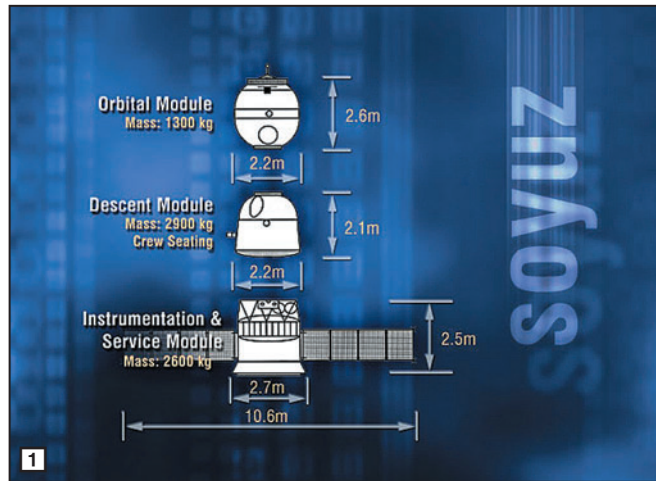 Orbital Module
Mass: 1300 kg
2.6m
2.2m
Descent Module
Mass: 2900 kg
Crew Seating
2.1m
2.2m
Instrumentation &
Service Module
Mass: 2600 kg
2.5m
2.7m
10.6m
soyuz
soyuz
1